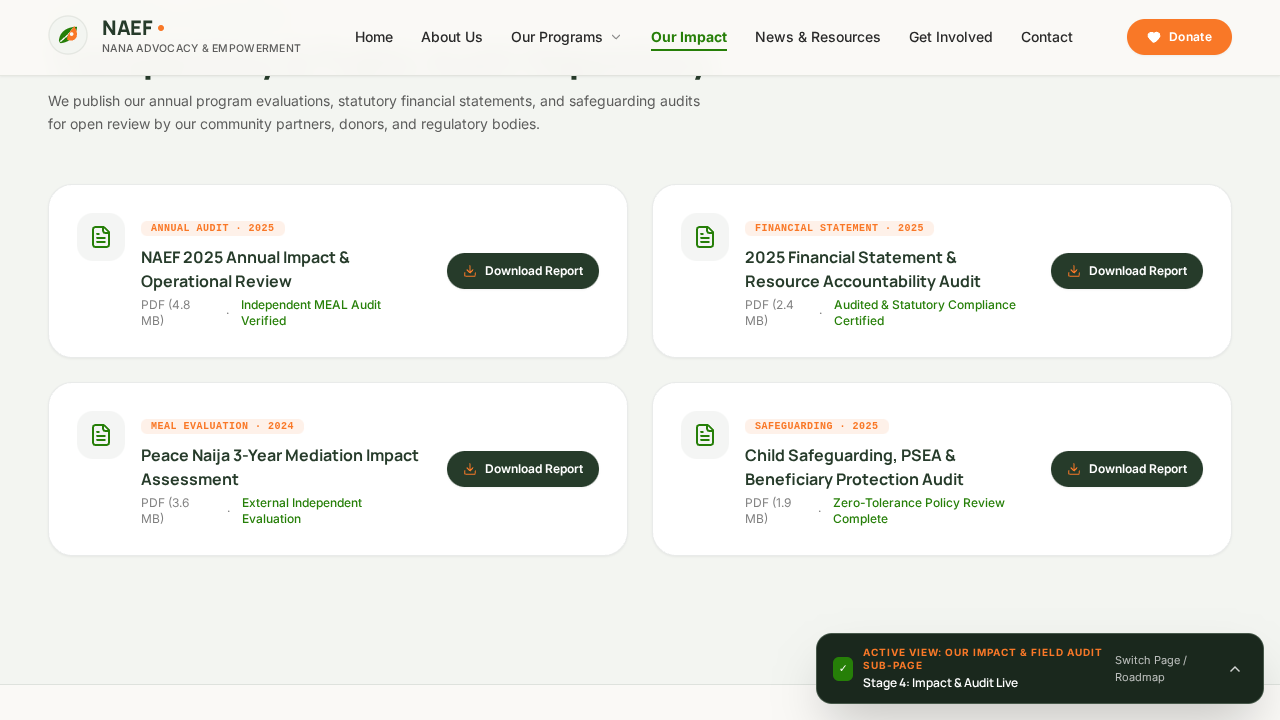 NAEF
NANA ADVOCACY & EMPOWERMENT
Home
About Us
Our Programs
Our Impact
News & Resources
Get Involved
Contact
Donate
We publish our annual program evaluations, statutory financial statements, and safeguarding audits
for open review by our community partners, donors, and regulatory bodies.
ANNUAL AUDIT · 2025
NAEF 2025 Annual Impact &
Operational Review
PDF (4.8
MB)
·
Independent MEAL Audit
Verified
Download Report
FINANCIAL STATEMENT · 2025
2025 Financial Statement &
Resource Accountability Audit
PDF (2.4
MB)
·
Audited & Statutory Compliance
Certified
Download Report
MEAL EVALUATION · 2024
Peace Naija 3-Year Mediation Impact
Assessment
PDF (3.6
MB)
·
External Independent
Evaluation
Download Report
SAFEGUARDING · 2025
Child Safeguarding, PSEA &
Beneficiary Protection Audit
PDF (1.9
MB)
·
Zero-Tolerance Policy Review
Complete
Download Report
✓
ACTIVE VIEW: OUR IMPACT & FIELD AUDIT
SUB-PAGE
Stage 4: Impact & Audit Live
Switch Page /
Roadmap